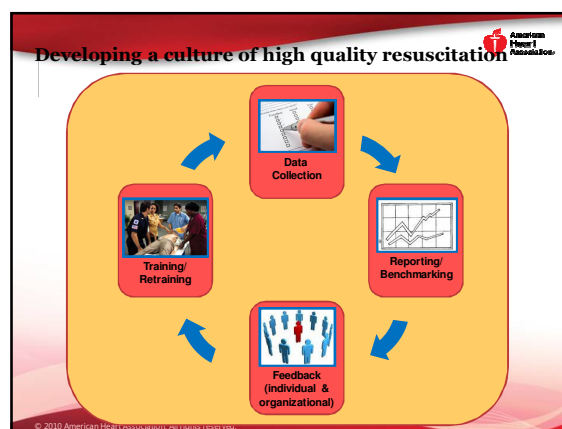 Developing a culture of high quality resuscitation
American
Heart
Association®
Data
Collection
Reporting/
Benchmarking
Feedback
(individual &
organizational)
Training/
Retraining
© 2010 American Heart Association. All rights reserved.